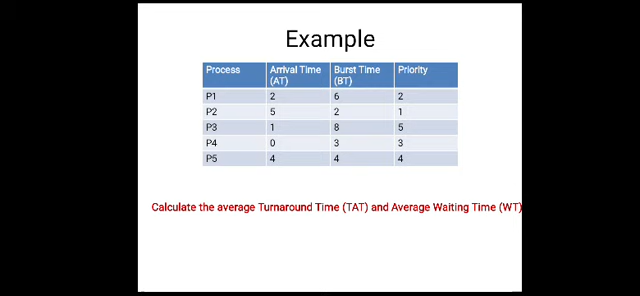 Example
Process Arrival Time (AT) Burst Time (BT) Priority
P1 2 6 2
P2 5 2 1
P3 1 8 5
P4 0 3 3
P5 4 4 4
Calculate the average Turnaround Time (TAT) and Average Waiting Time (WT)